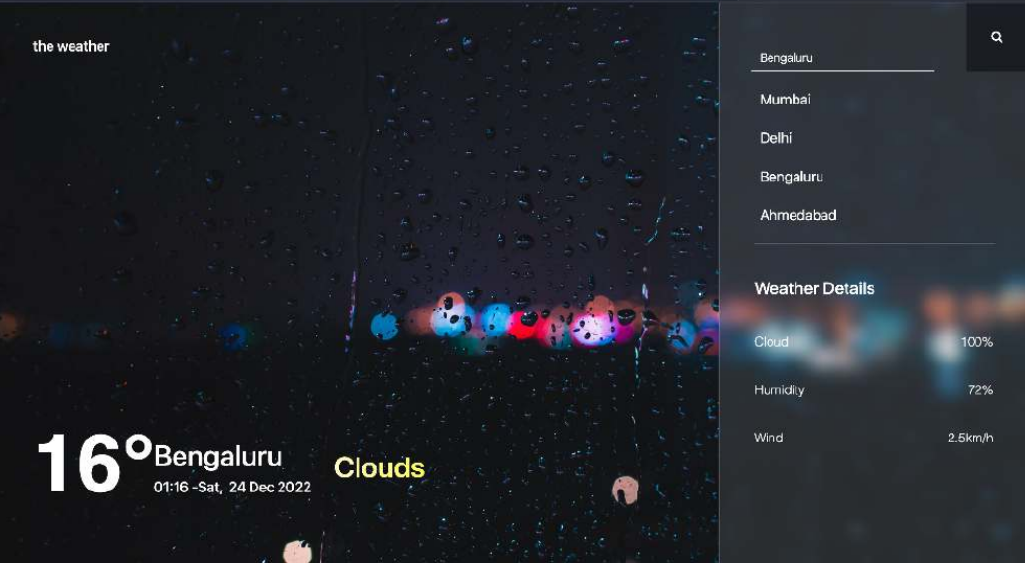 the weather
16°
Bengaluru
01:16 -Sat, 24 Dec 2022
Clouds
Bengaluru
Mumbai
Delhi
Bengaluru
Ahmedabad
Weather Details
Cloud 100%
Humidity 72%
Wind 2.5km/h